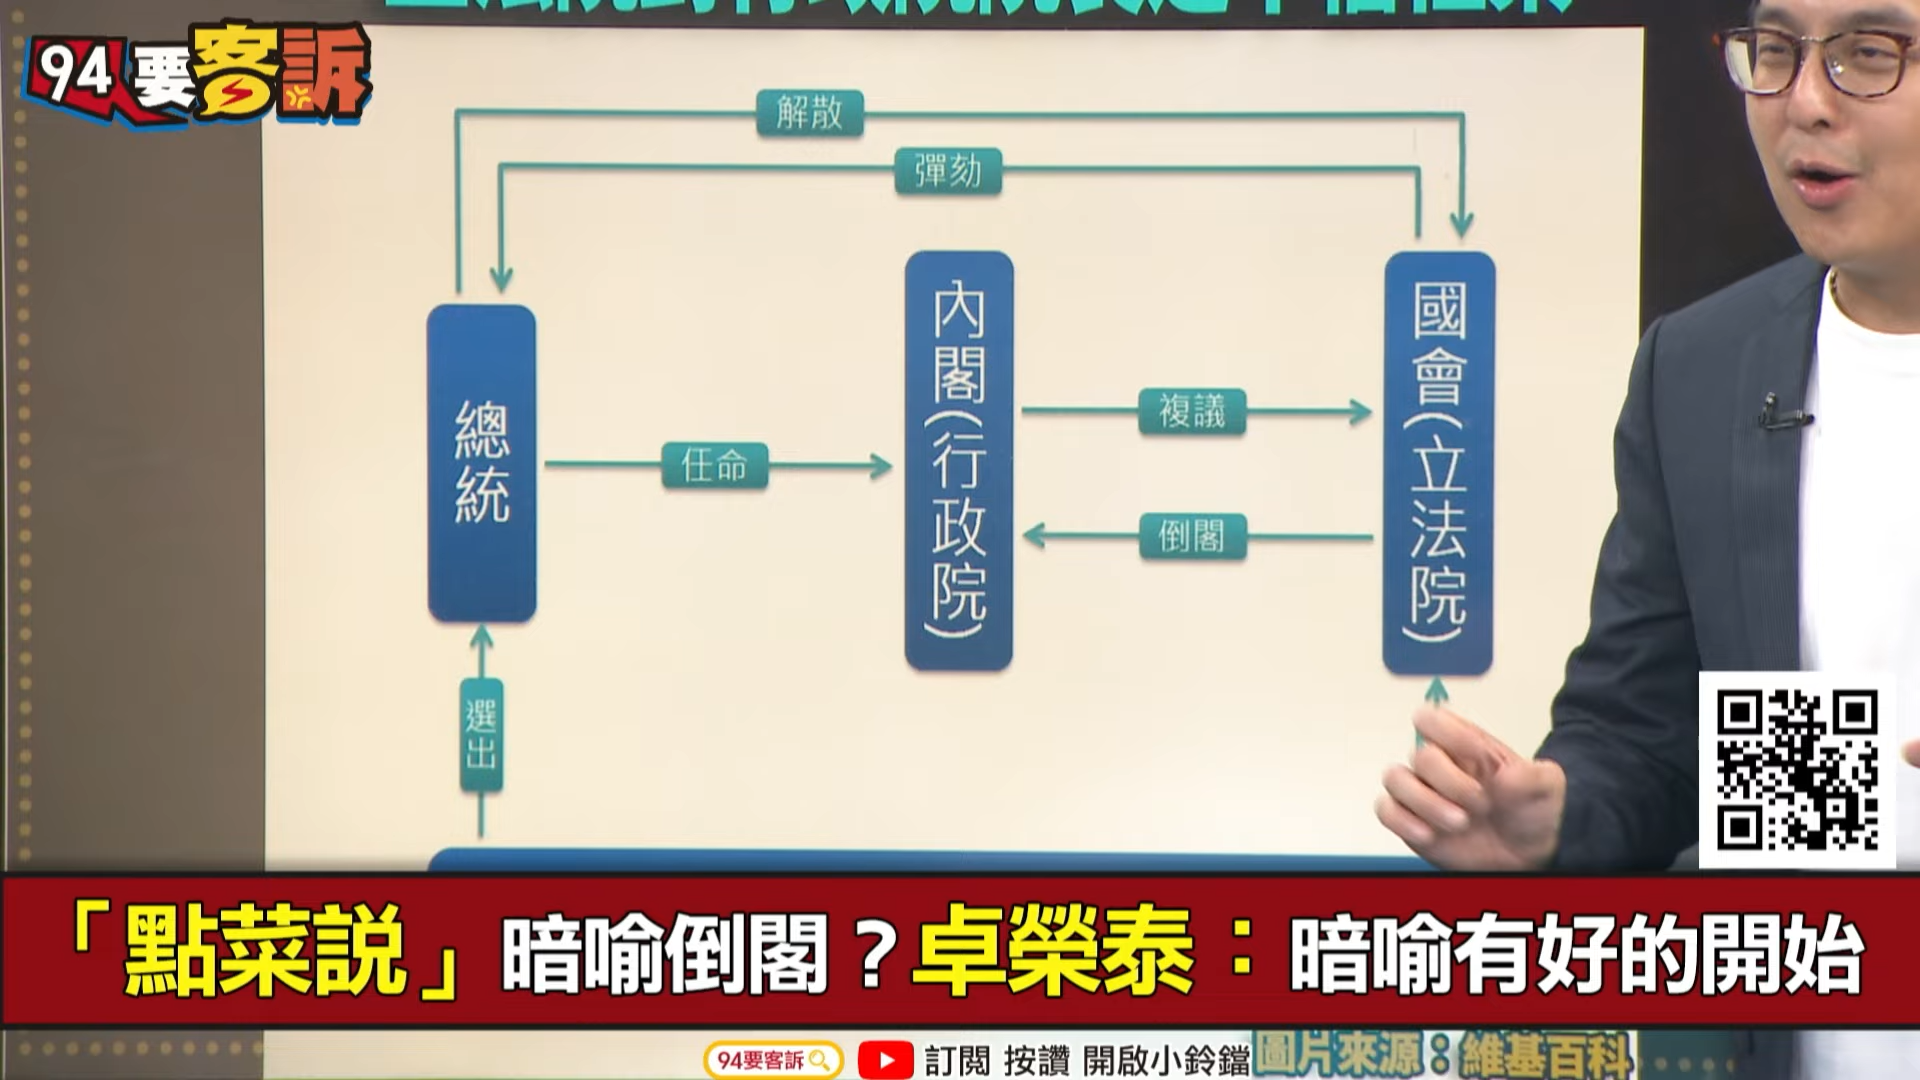 94要客訴
解散
彈劾
總統
任命
內閣(行政院)
複議
倒閣
國會(立法院)
選出
「點菜説」暗喻倒閣？卓榮泰：暗喻有好的開始
94要客訴
訂閱 按讚 開啟小鈴鐺
圖片來源：維基百科